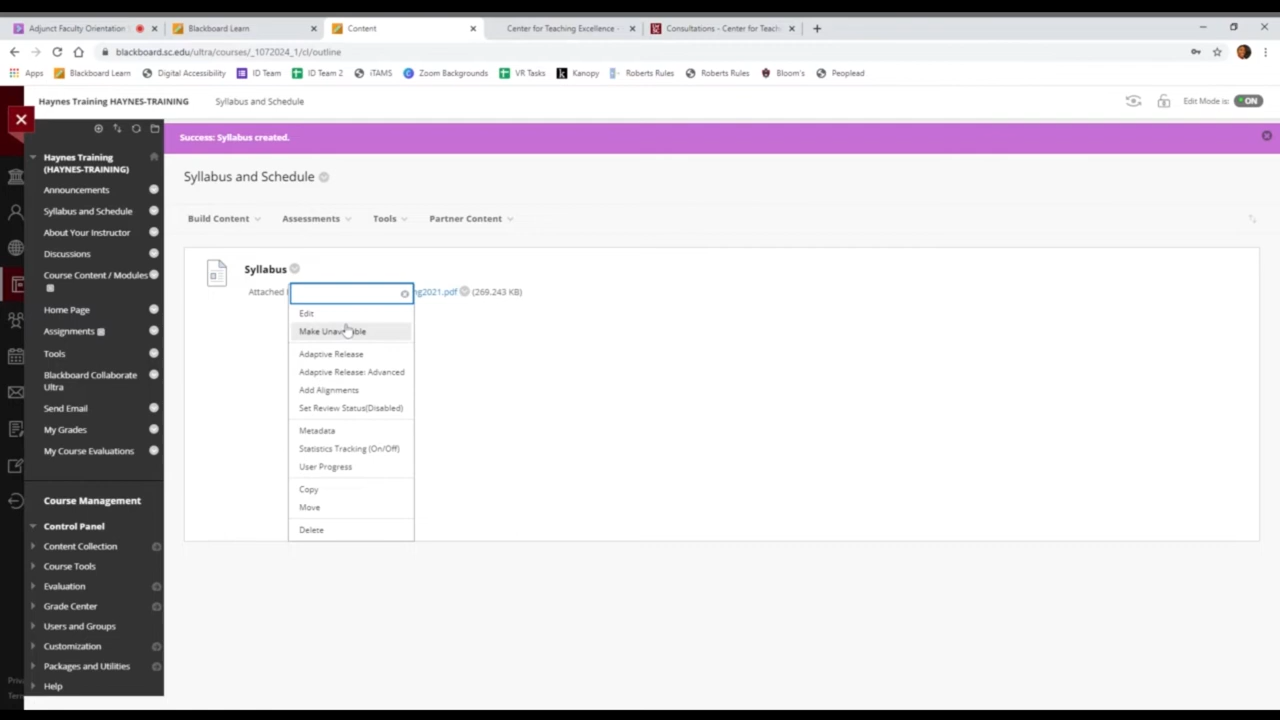 Adjunct Faculty Orientation
Blackboard Learn
Content
Center for Teaching Excellence -
Consultations - Center for Teach
blackboard.sc.edu/ultra/courses/_1072024_1/cl/outline
Apps
Blackboard Learn
Digital Accessibility
ID Team
ID Team 2
iTAMS
Zoom Backgrounds
VR Tasks
Kanopy
Roberts Rules
Roberts Rules
Bloom's
Peoplead
Haynes Training HAYNES-TRAINING
Syllabus and Schedule
Edit Mode is: ON
Success: Syllabus created.
Haynes Training
(HAYNES-TRAINING)
Announcements
Syllabus and Schedule
About Your Instructor
Discussions
Course Content / Modules
Home Page
Assignments
Tools
Blackboard Collaborate
Ultra
Send Email
My Grades
My Course Evaluations
Course Management
Control Panel
Content Collection
Course Tools
Evaluation
Grade Center
Users and Groups
Customization
Packages and Utilities
Help
Syllabus and Schedule
Build Content
Assessments
Tools
Partner Content
Syllabus
Attached
ng2021.pdf (269.243 KB)
Edit
Make Unavailable
Adaptive Release
Adaptive Release: Advanced
Add Alignments
Set Review Status(Disabled)
Metadata
Statistics Tracking (On/Off)
User Progress
Copy
Move
Delete